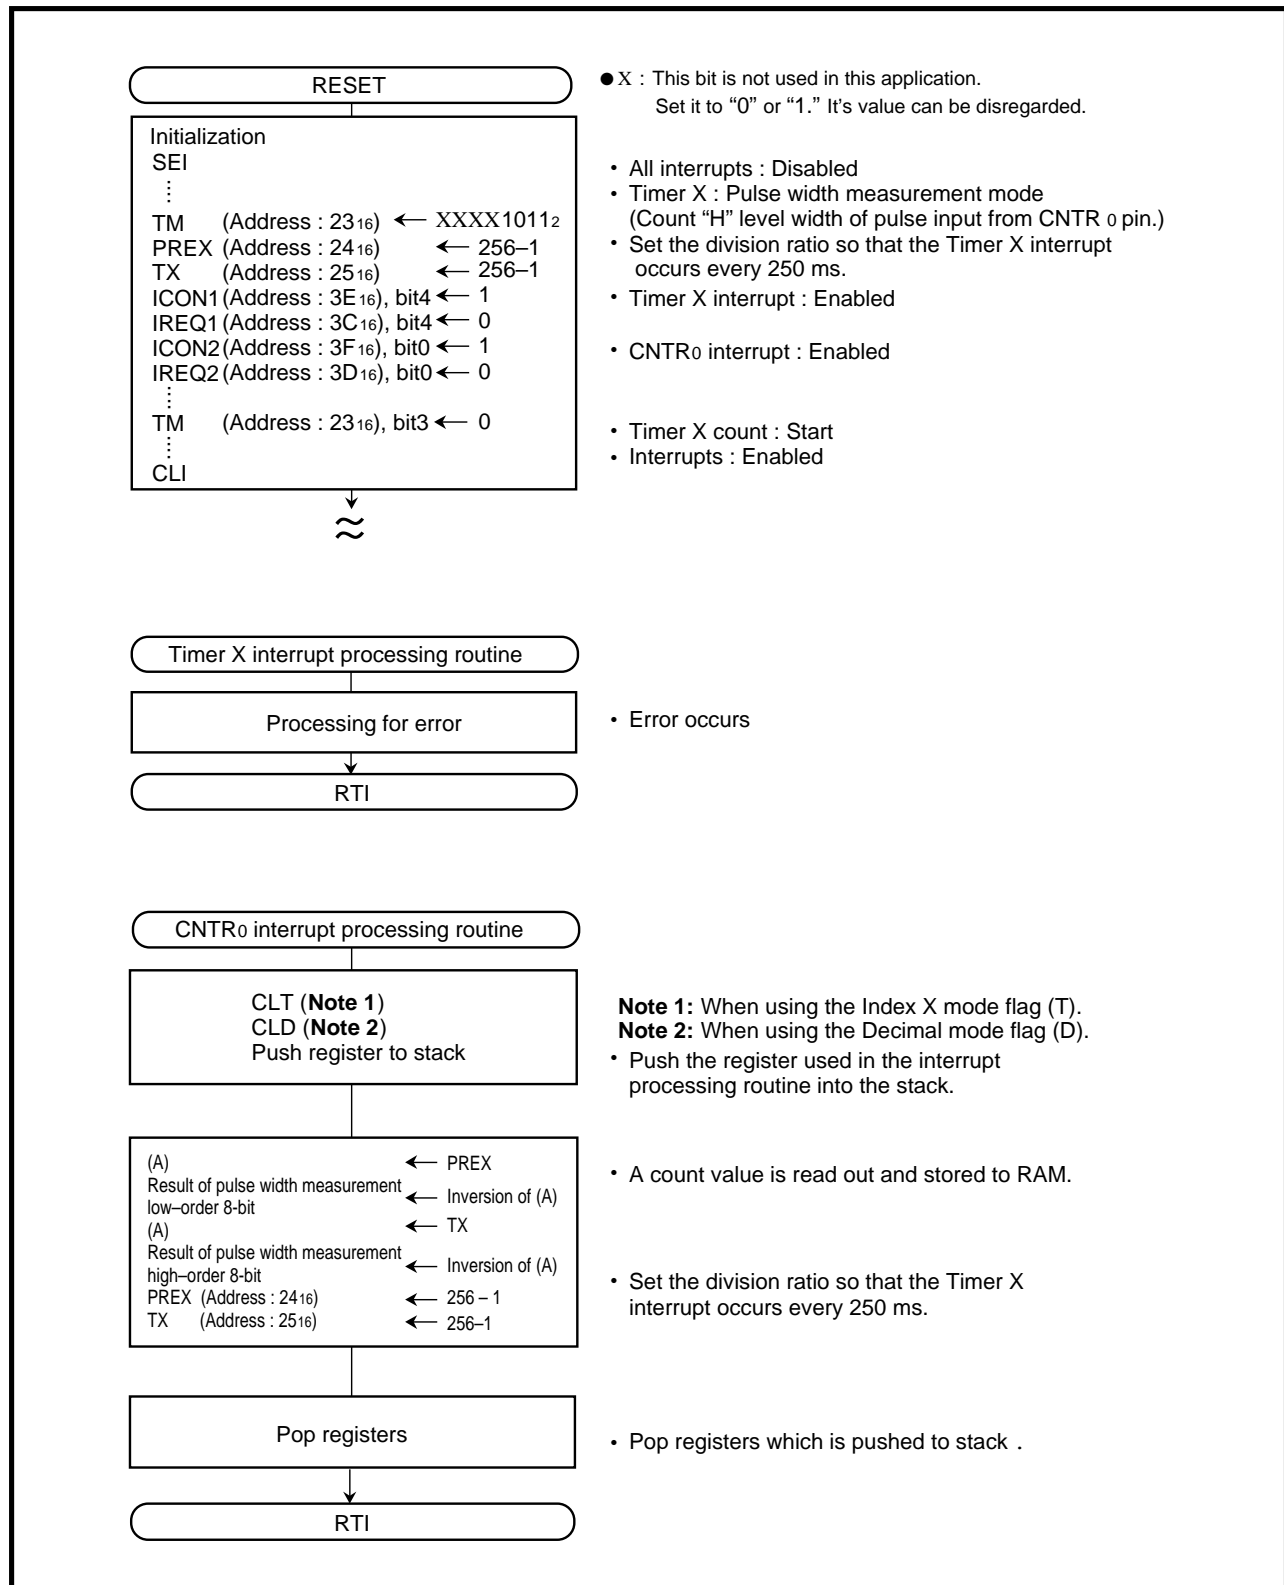 RESET
● X : This bit is not used in this application.
Set it to “0” or “1.” It’s value can be disregarded.
Initialization
SEI
TM (Address : 2316) ← XXXX10112
PREX (Address : 2416) ← 256–1
TX (Address : 2516) ← 256–1
ICON1 (Address : 3E16), bit4 ← 1
IREQ1 (Address : 3C16), bit4 ← 0
ICON2 (Address : 3F16), bit0 ← 1
IREQ2 (Address : 3D16), bit0 ← 0
TM (Address : 2316), bit3 ← 0
CLI
• All interrupts : Disabled
• Timer X : Pulse width measurement mode
(Count “H” level width of pulse input from CNTR 0 pin.)
• Set the division ratio so that the Timer X interrupt
occurs every 250 ms.
• Timer X interrupt : Enabled
• CNTR0 interrupt : Enabled
• Timer X count : Start
• Interrupts : Enabled
≈
Timer X interrupt processing routine
Processing for error
• Error occurs
RTI
CNTR0 interrupt processing routine
CLT (Note 1)
CLD (Note 2)
Push register to stack
Note 1: When using the Index X mode flag (T).
Note 2: When using the Decimal mode flag (D).
• Push the register used in the interrupt
processing routine into the stack.
(A) ← PREX
Result of pulse width measurement
low–order 8-bit ← Inversion of (A)
(A) ← TX
Result of pulse width measurement
high–order 8-bit ← Inversion of (A)
PREX (Address : 2416) ← 256 – 1
TX (Address : 2516) ← 256–1
• A count value is read out and stored to RAM.
• Set the division ratio so that the Timer X
interrupt occurs every 250 ms.
Pop registers
• Pop registers which is pushed to stack .
RTI